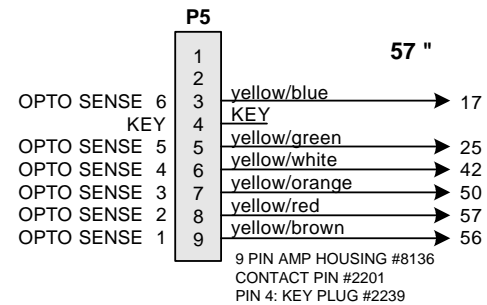 P5
57 "
1
2
OPTO SENSE 6 3 yellow/blue 17
KEY 4 KEY
OPTO SENSE 5 5 yellow/green 25
OPTO SENSE 4 6 yellow/white 42
OPTO SENSE 3 7 yellow/orange 50
OPTO SENSE 2 8 yellow/red 57
OPTO SENSE 1 9 yellow/brown 56
9 PIN AMP HOUSING #8136
CONTACT PIN #2201
PIN 4: KEY PLUG #2239